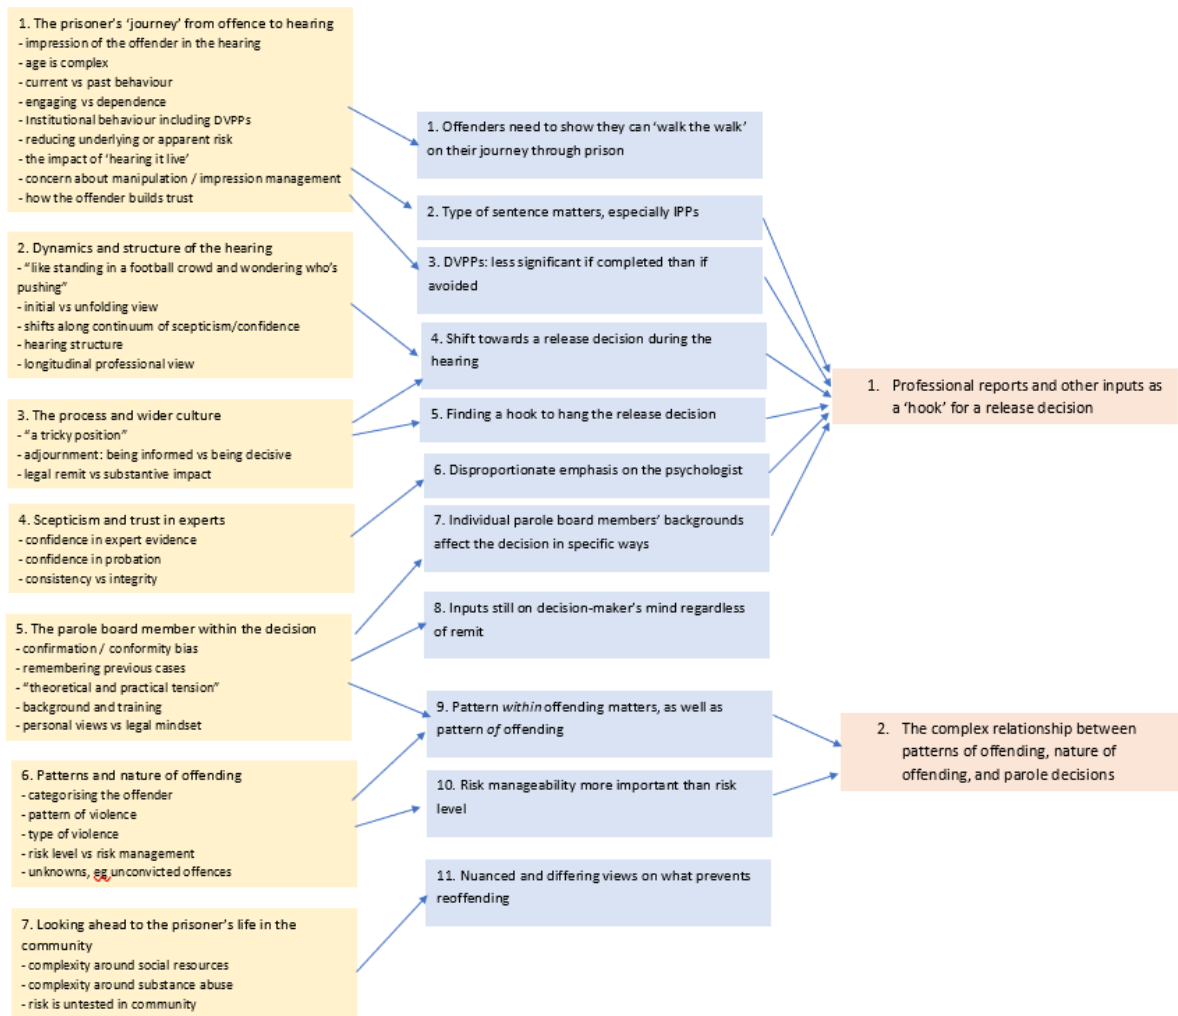 1. The prisoner's 'journey' from offence to hearing
- impression of the offender in the hearing
- age is complex
- current vs past behaviour
- engaging vs dependence
- Institutional behaviour including DVPPs
- reducing underlying or apparent risk
- the impact of 'hearing it live'
- concern about manipulation / impression management
- how the offender builds trust
2. Dynamics and structure of the hearing
- "like standing in a football crowd and wondering who's
pushing"
- initial vs unfolding view
- shifts along continuum of scepticism/confidence
- hearing structure
- longitudinal professional view
3. The process and wider culture
- "a tricky position"
- adjournment: being informed vs being decisive
- legal remit vs substantive impact
4. Scepticism and trust in experts
- confidence in expert evidence
- confidence in probation
- consistency vs integrity
5. The parole board member within the decision
- confirmation / conformity bias
- remembering previous cases
- "theoretical and practical tension"
- background and training
- personal views vs legal mindset
6. Patterns and nature of offending
- categorising the offender
- pattern of violence
- type of violence
- risk level vs risk management
- unknowns, eg unconvicted offences
7. Looking ahead to the prisoner's life in the
community
- complexity around social resources
- complexity around substance abuse
- risk is untested in community
1. Offenders need to show they can 'walk the walk'
on their journey through prison
2. Type of sentence matters, especially IPPs
3. DVPPs: less significant if completed than if
avoided
4. Shift towards a release decision during the
hearing
5. Finding a hook to hang the release decision
6. Disproportionate emphasis on the psychologist
7. Individual parole board members' backgrounds
affect the decision in specific ways
8. Inputs still on decision-maker's mind regardless
of remit
9. Pattern within offending matters, as well as
pattern of offending
10. Risk manageability more important than risk
level
11. Nuanced and differing views on what prevents
reoffending
1. Professional reports and other inputs as
a 'hook' for a release decision
2. The complex relationship between
patterns of offending, nature of
offending, and parole decisions